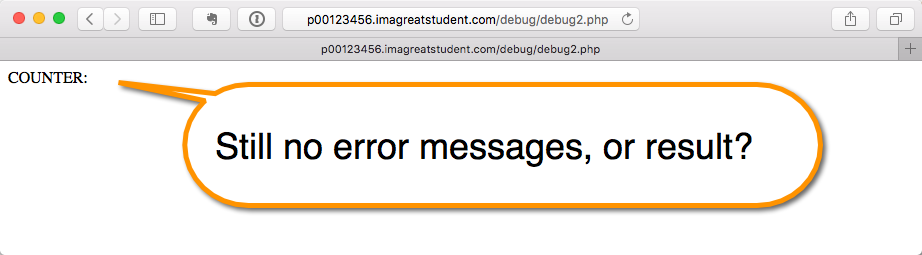 p00123456.imagreatstudent.com/debug/debug2.php
p00123456.imagreatstudent.com/debug/debug2.php
COUNTER:
Still no error messages, or result?